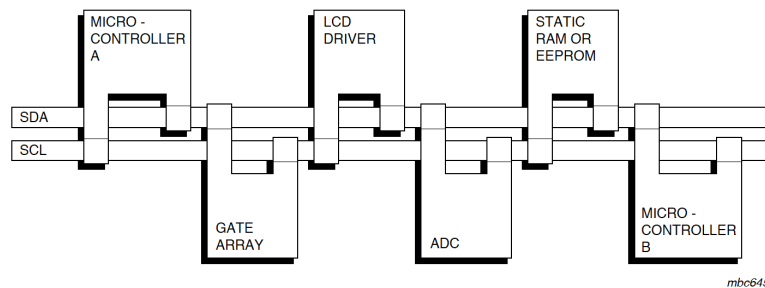 MICRO -
CONTROLLER
A
LCD
DRIVER
STATIC
RAM OR
EEPROM
SDA
SCL
GATE
ARRAY
ADC
MICRO -
CONTROLLER
B